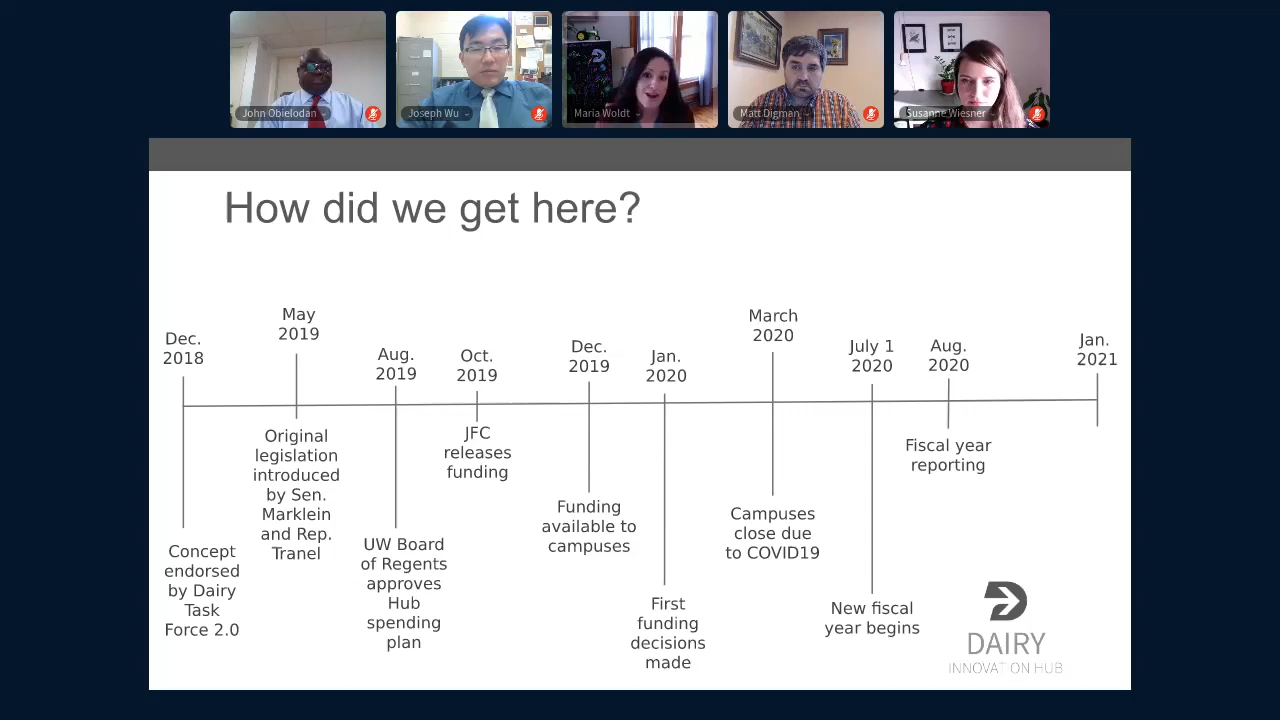 John Obielodan
Joseph Wu
Maria Woldt
Matt Digman
Susanne Wiesner
How did we get here?
Dec.
2018
May
2019
Aug.
2019
Oct.
2019
Dec.
2019
Jan.
2020
March
2020
July 1
2020
Aug.
2020
Jan.
2021
Concept
endorsed
by Dairy
Task
Force 2.0
Original
legislation
introduced
by Sen.
Marklein
and Rep.
Tranel
UW Board
of Regents
approves
Hub
spending
plan
JFC
releases
funding
Funding
available to
campuses
First
funding
decisions
made
Campuses
close due
to COVID19
New fiscal
year begins
Fiscal year
reporting
DAIRY
INNOVATION HUB